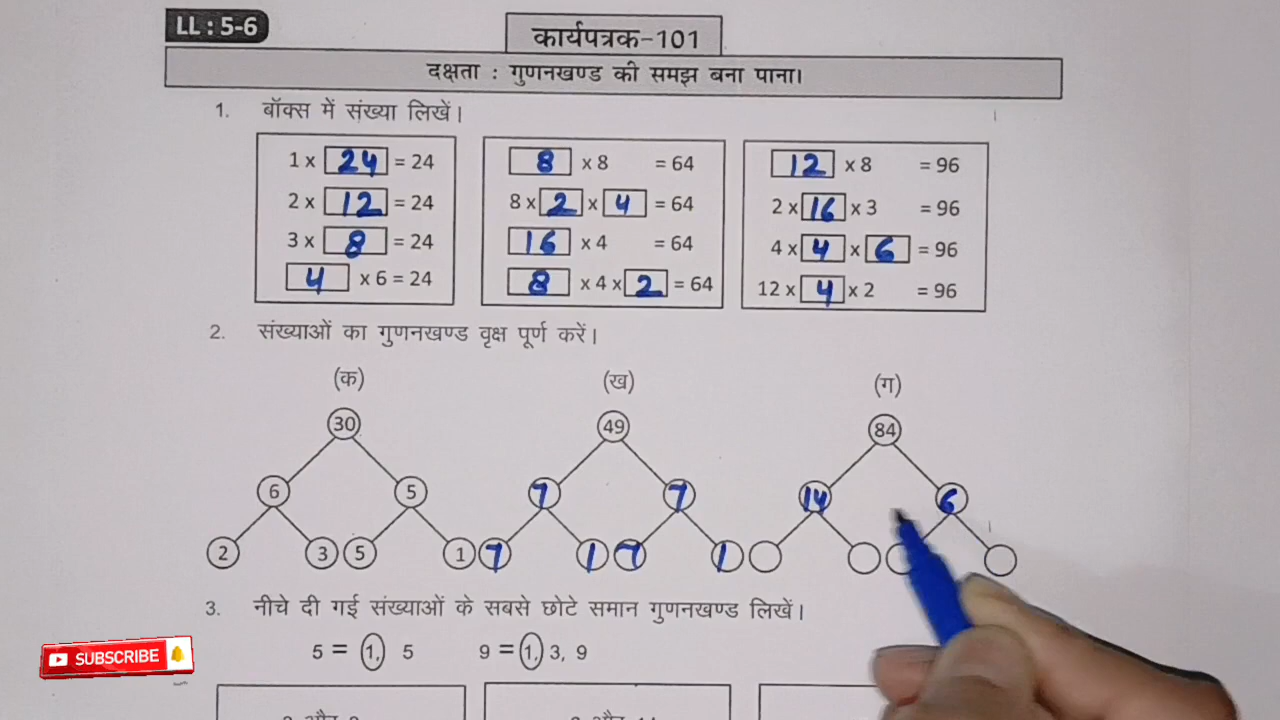 LL : 5-6
कार्यपत्रक-101
दक्षता : गुणनखण्ड की समझ बना पाना।
1. बॉक्स में संख्या लिखें।
1 x 24 = 24
2 x 12 = 24
3 x 8 = 24
4 x 6 = 24
8 x 8 = 64
8 x 2 x 4 = 64
16 x 4 = 64
8 x 4 x 2 = 64
12 x 8 = 96
2 x 16 x 3 = 96
4 x 4 x 6 = 96
12 x 4 x 2 = 96
2. संख्याओं का गुणनखण्ड वृक्ष पूर्ण करें।
(क) (ख) (ग)
30 49 84
6 5 7 7 14 6
2 3 5 1 7 1 7 1
3. नीचे दी गई संख्याओं के सबसे छोटे समान गुणनखण्ड लिखें।
5 = 1, 5 9 = 1, 3, 9
SUBSCRIBE